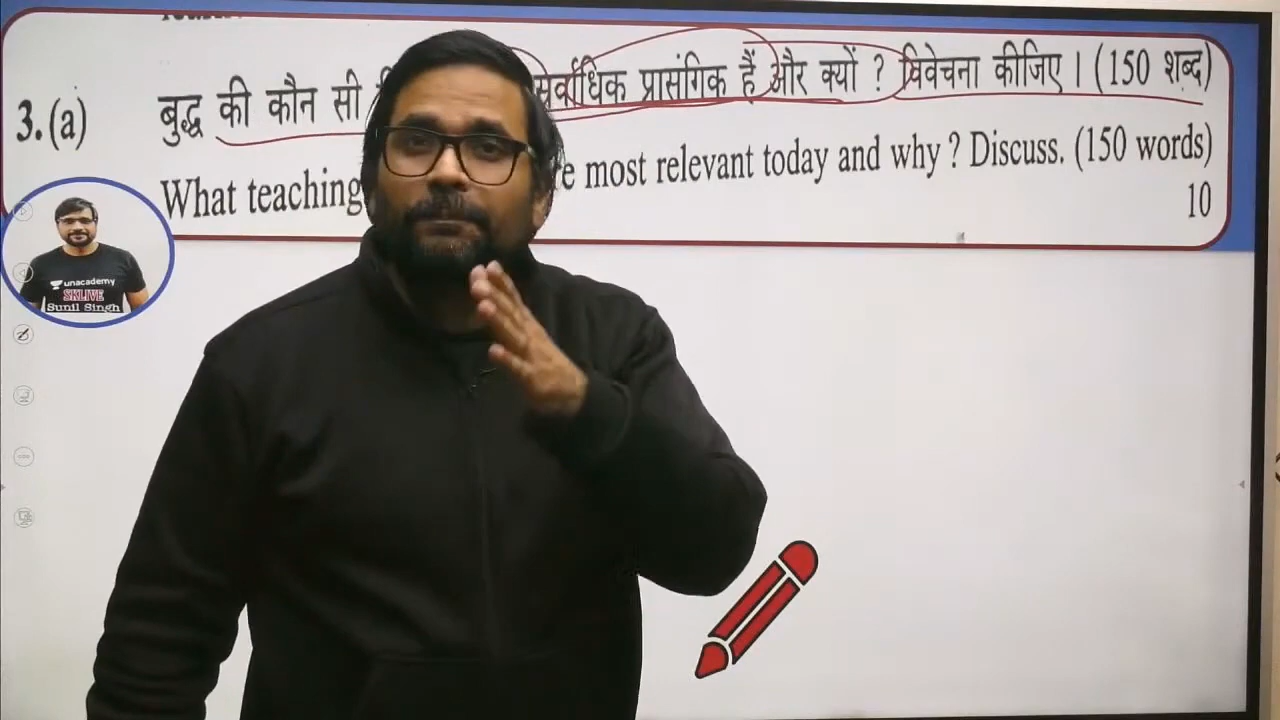 3. (a) बुद्ध की कौन सी सर्वाधिक प्रासंगिक हैं और क्यों ? विवेचना कीजिए । (150 शब्द)
What teaching most relevant today and why ? Discuss. (150 words)
10
unacademy
SKLIVE
Sunil Singh